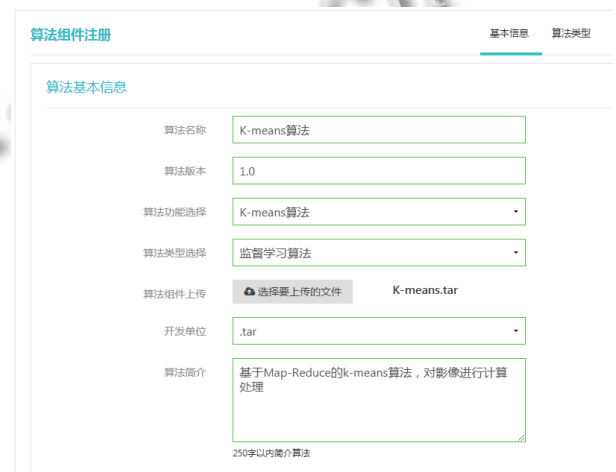 算法组件注册 基本信息 算法类型
算法基本信息
算法名称 K-means算法
算法版本 1.0
算法功能选择 K-means算法
算法类型选择 监督学习算法
算法组件上传 选择要上传的文件 K-means.tar
开发单位 .tar
算法简介 基于Map-Reduce的k-means算法，对影像进行计算
处理
250字以内简介算法